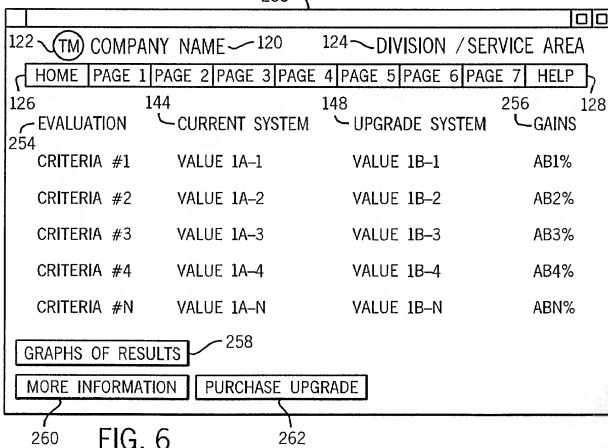 122 TM COMPANY NAME 120 124 DIVISION / SERVICE AREA
HOME PAGE 1 PAGE 2 PAGE 3 PAGE 4 PAGE 5 PAGE 6 PAGE 7 HELP
126 144 148 256 128
EVALUATION CURRENT SYSTEM UPGRADE SYSTEM GAINS
254
CRITERIA #1 VALUE 1A–1 VALUE 1B–1 AB1%
CRITERIA #2 VALUE 1A–2 VALUE 1B–2 AB2%
CRITERIA #3 VALUE 1A–3 VALUE 1B–3 AB3%
CRITERIA #4 VALUE 1A–4 VALUE 1B–4 AB4%
CRITERIA #N VALUE 1A–N VALUE 1B–N ABN%
GRAPHS OF RESULTS 258
MORE INFORMATION PURCHASE UPGRADE
260 FIG. 6 262